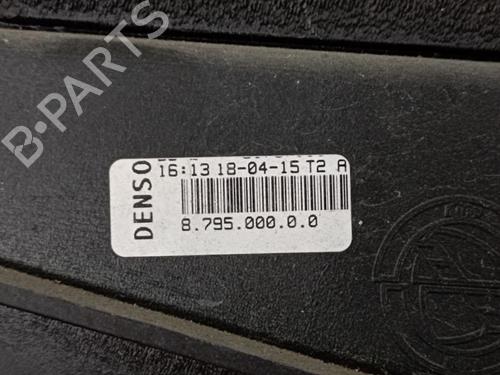 DENSO
16:13 18-04-15 T2 A
8.795.000.0.0
B-PARTS